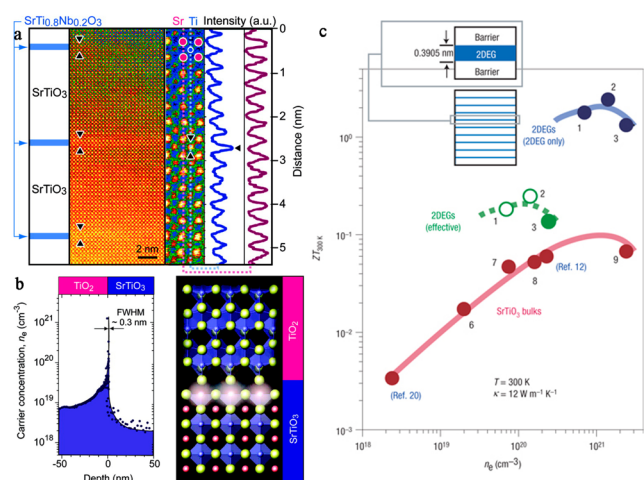 SrTi0.8Nb0.2O3
a
Sr Ti Intensity (a.u.)
SrTiO3
SrTiO3
SrTiO3
2 nm
0
1
2
3
4
5
Distance (nm)
b
TiO2 SrTiO3
FWHM
~ 0.3 nm
Carrier concentration, ne (cm-3)
10^21
10^20
10^19
10^18
-50 0 50
Depth (nm)
TiO2
SrTiO3
c
Barrier
2DEG
Barrier
0.3905 nm
2DEGs
(2DEG only)
1
2
3
2DEGs
(effective)
1
2
3
ZT300 K
10^0
10^-1
10^-2
10^-3
(Ref. 20)
6
7
8
(Ref. 12)
9
SrTiO3 bulks
T = 300 K
κ = 12 W m^-1 K^-1
10^18 10^19 10^20 10^21
ne (cm^-3)